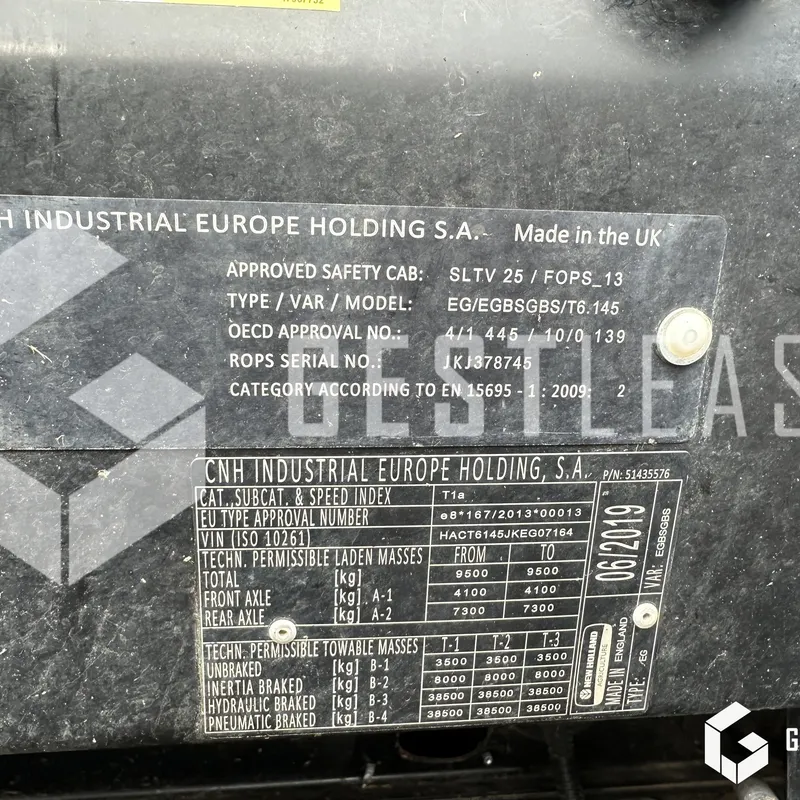 H INDUSTRIAL EUROPE HOLDING S.A. Made in the UK
APPROVED SAFETY CAB: SLTV 25 / FOPS_13
TYPE / VAR / MODEL: EG/EGBSGBS/T6.145
OECD APPROVAL NO.: 4/1 445 / 10/0 139
ROPS SERIAL NO.: JKJ378745
CATEGORY ACCORDING TO EN 15695 - 1 : 2009: 2
GESTLEAS
CNH INDUSTRIAL EUROPE HOLDING, S.A. P/N: 51435576
CAT.,SUBCAT. & SPEED INDEX T1a
EU TYPE APPROVAL NUMBER e8*167/2013*00013
VIN (ISO 10261) HACT6145JKEG07164
TECHN. PERMISSIBLE LADEN MASSES FROM TO
TOTAL [kg] 9500 9500
FRONT AXLE [kg] A-1 4100 4100
REAR AXLE [kg] A-2 7300 7300
TECHN. PERMISSIBLE TOWABLE MASSES T-1 T-2 T-3
UNBRAKED [kg] B-1 3500 3500 3500
INERTIA BRAKED [kg] B-2 8000 8000 8000
HYDRAULIC BRAKED [kg] B-3 38500 38500 38500
PNEUMATIC BRAKED [kg] B-4 38500 38500 38500
06/2019
VAR: EGBSGBS
NEW HOLLAND
AGRICULTURE
MADE IN ENGLAND
TYPE: EG
G